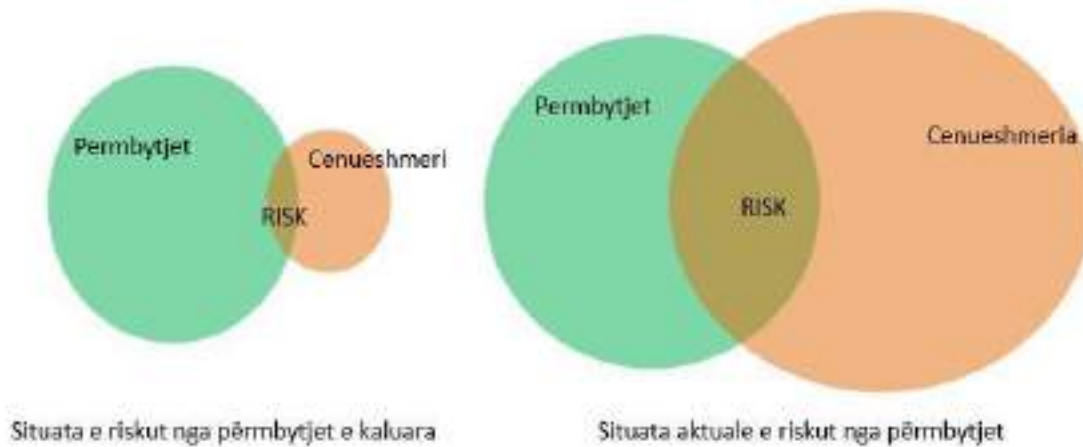 Permbytjet
Cenueshmeri
RISK
Situata e riskut nga përmbytjet e kaluara
Permbytjet
Cenueshmeria
RISK
Situata aktuale e riskut nga përmbytjet